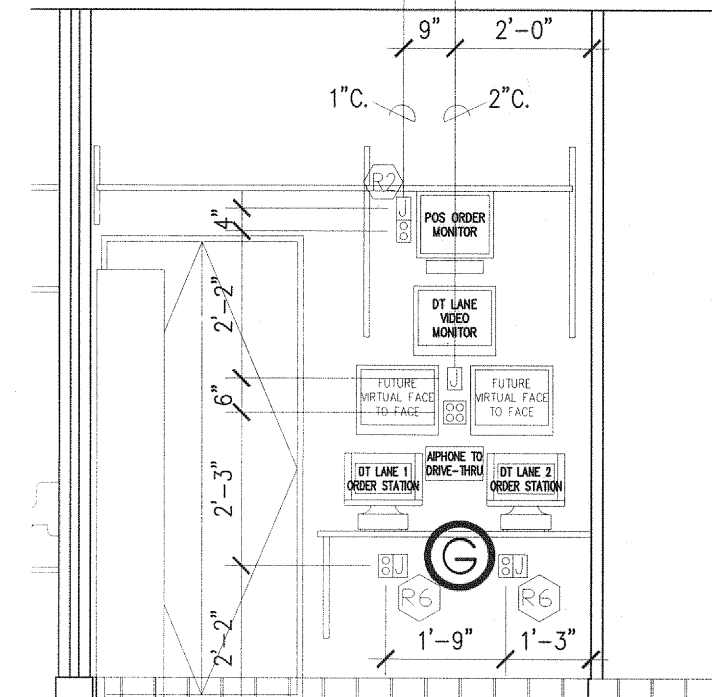 9"
2'-0"
1"C.
2"C.
R2
J
POS ORDER
MONITOR
4"
2'-2"
DT LANE
VIDEO
MONITOR
6"
J
FUTURE
VIRTUAL FACE
TO FACE
FUTURE
VIRTUAL FACE
TO FACE
AIPHONE TO
DRIVE-THRU
DT LANE 1
ORDER STATION
DT LANE 2
ORDER STATION
2'-3"
G
J
J
R6
R6
2'-2"
1'-9"
1'-3"